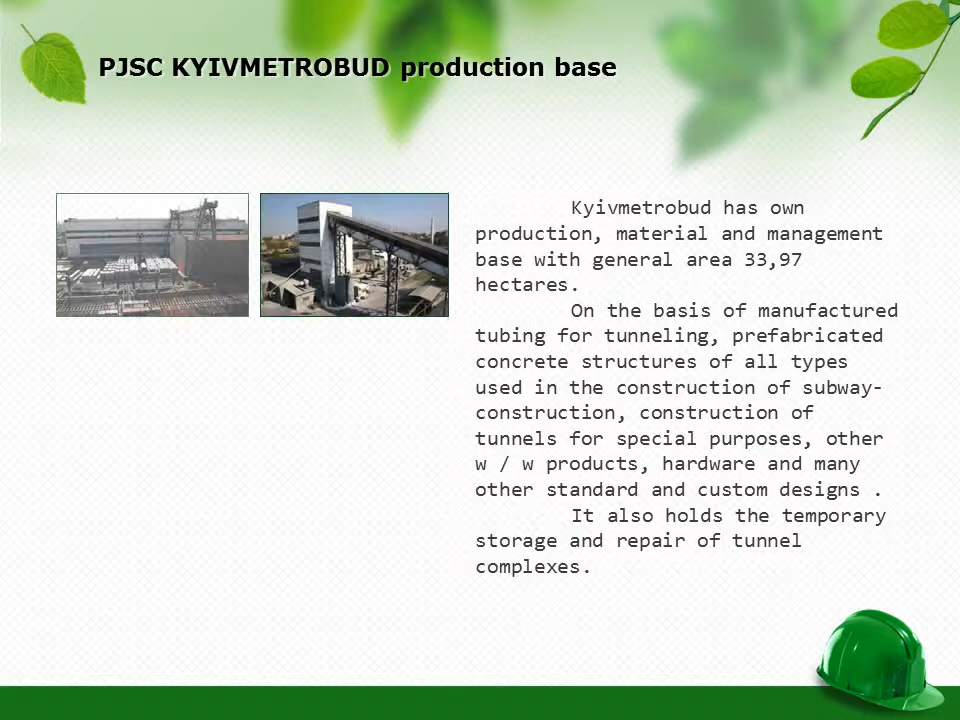 PJSC KYIVMETROBUD production base
Kyivmetrobud has own
production, material and management
base with general area 33,97
hectares.
On the basis of manufactured
tubing for tunneling, prefabricated
concrete structures of all types
used in the construction of subway-
construction, construction of
tunnels for special purposes, other
w / w products, hardware and many
other standard and custom designs .
It also holds the temporary
storage and repair of tunnel
complexes.